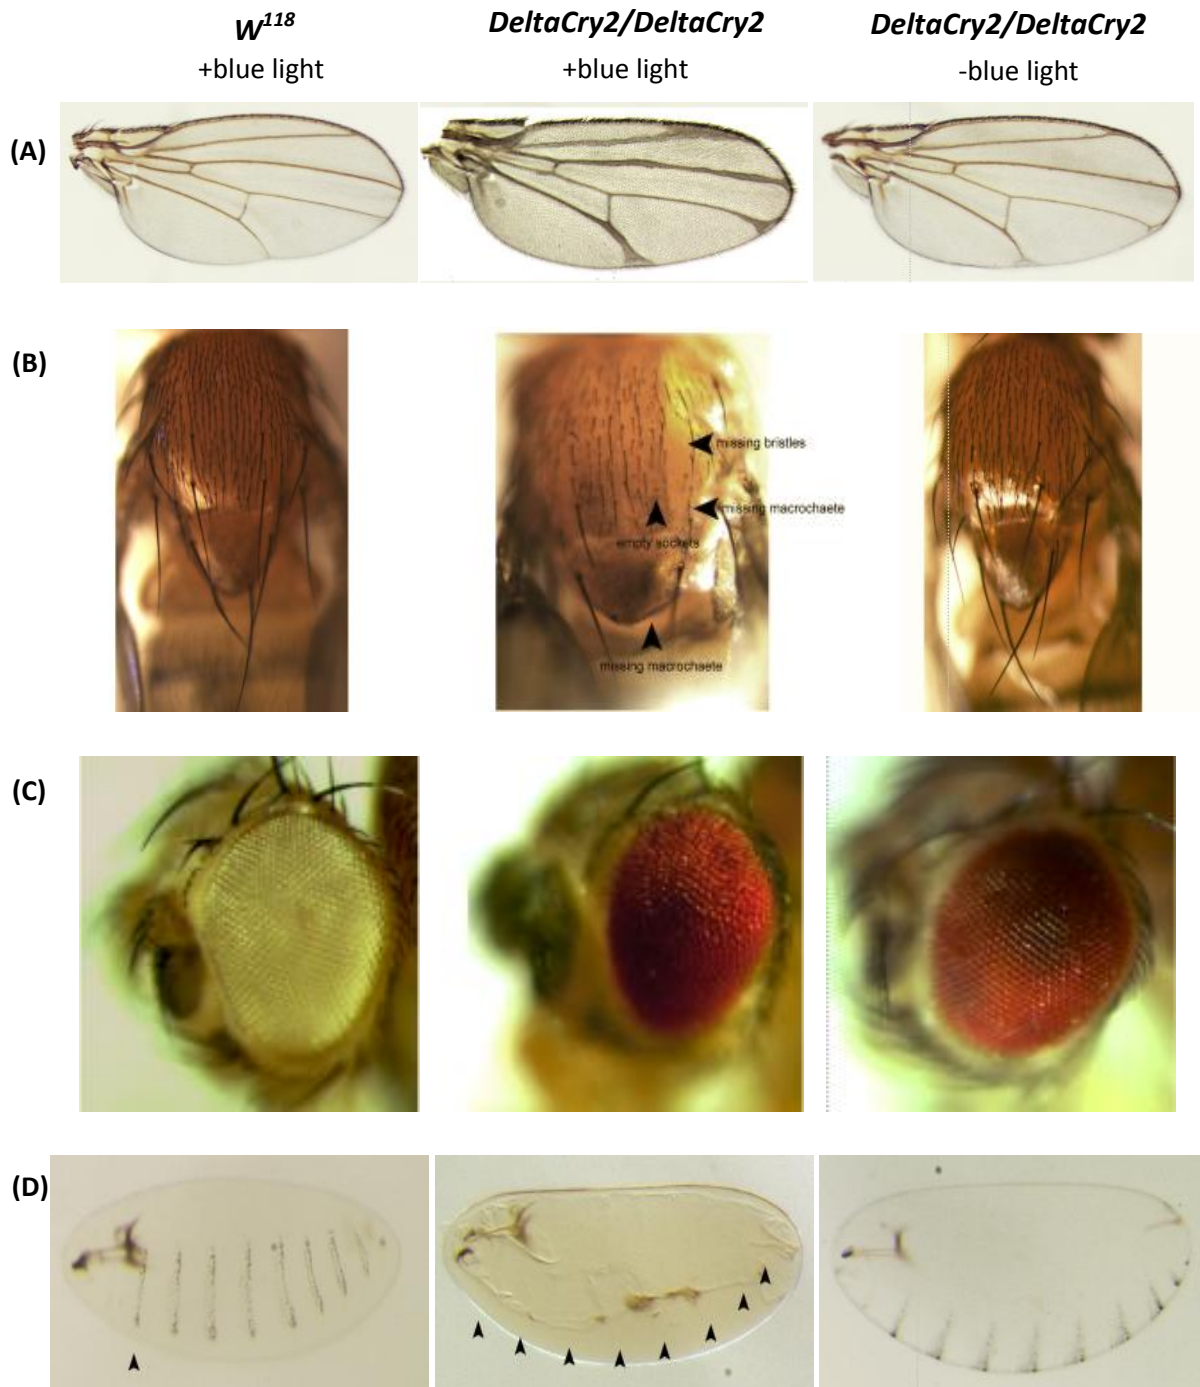 W118 DeltaCry2/DeltaCry2 DeltaCry2/DeltaCry2
+blue light +blue light -blue light
(A)
(B)
missing bristles
missing macrochaete
empty sockets
missing macrochaete
(C)
(D)